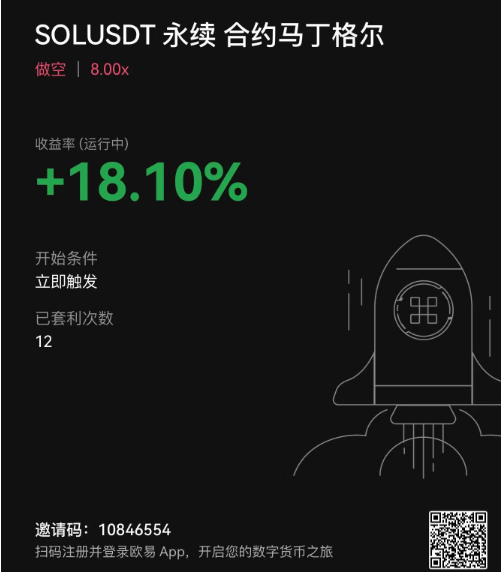 SOLUSDT 永续 合约马丁格尔
做空 | 8.00x
收益率 (运行中)
+18.10%
开始条件
立即触发
已套利次数
12
邀请码：10846554
扫码注册并登录欧易 App，开启您的数字货币之旅